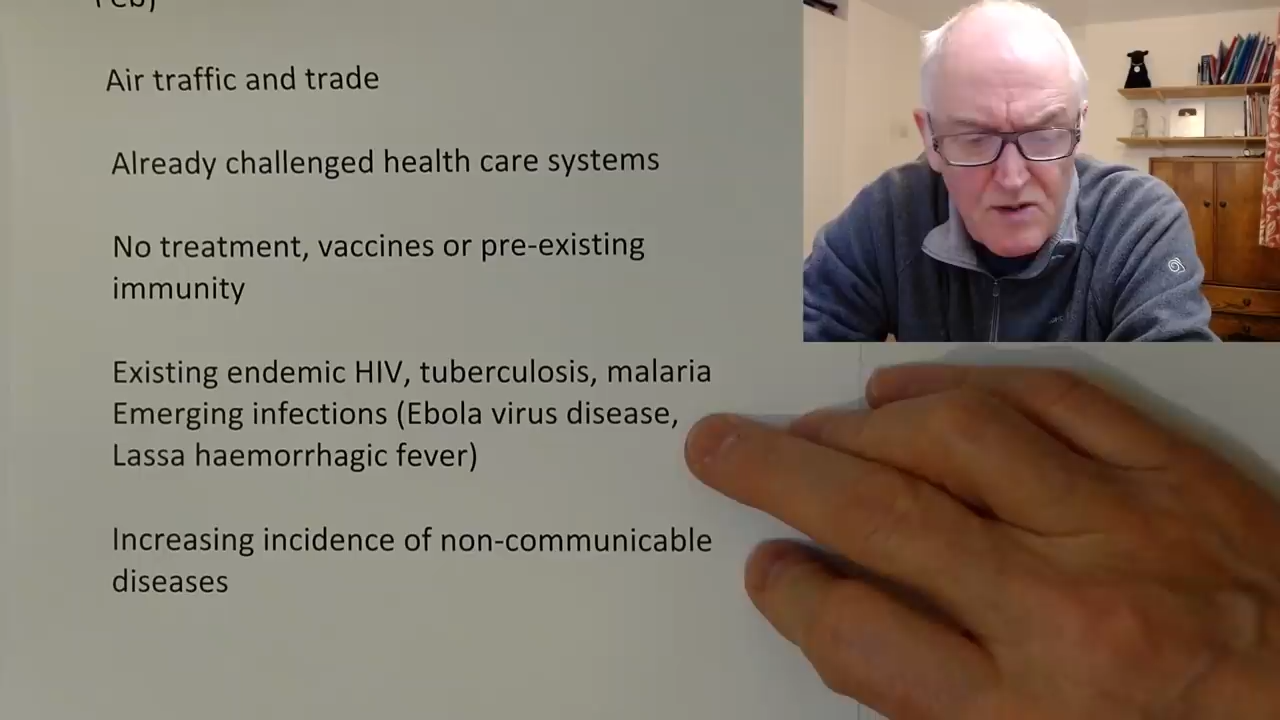 Air traffic and trade
Already challenged health care systems
No treatment, vaccines or pre-existing
immunity
Existing endemic HIV, tuberculosis, malaria
Emerging infections (Ebola virus disease,
Lassa haemorrhagic fever)
Increasing incidence of non-communicable
diseases